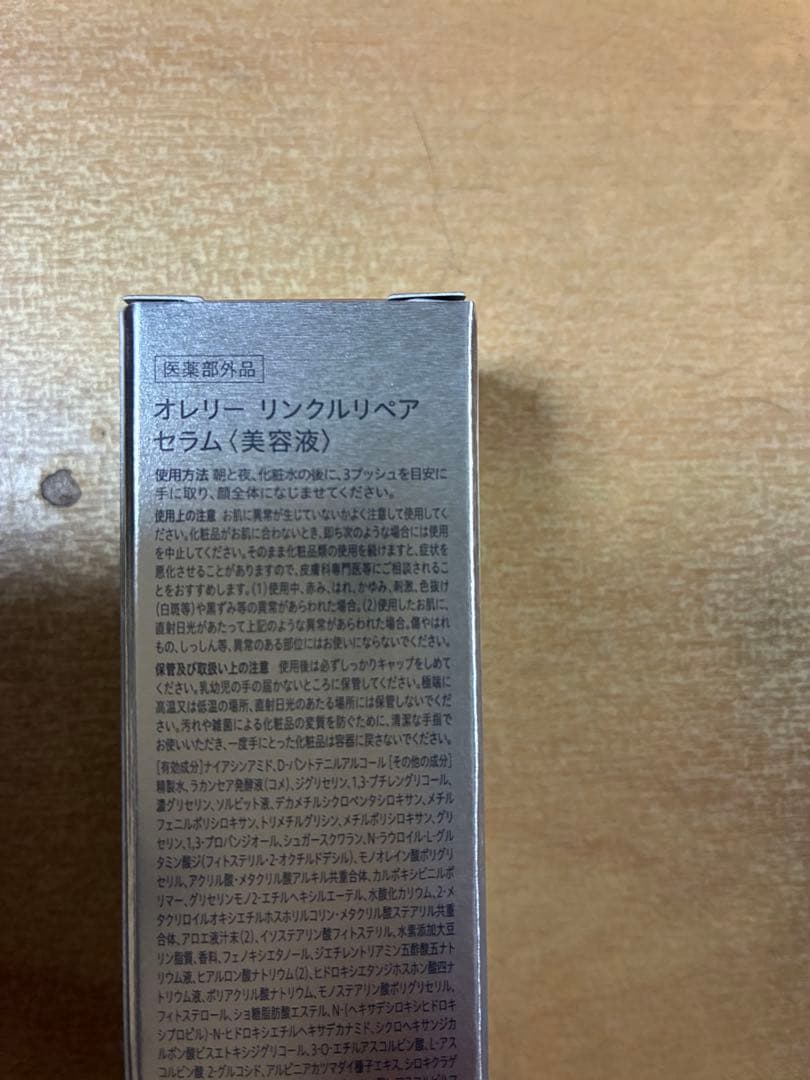 医薬部外品
オレリー リンクルリペア
セラム〈美容液〉
使用方法 朝と夜、化粧水の後に、3プッシュを目安に
手に取り、顔全体になじませてください。
使用上の注意 お肌に異常が生じていないかよく注意して使用してく
ださい。化粧品がお肌に合わないとき、即ち次のような場合には使用
を中止してください。そのまま化粧品類の使用を続けますと、症状を
悪化させることがありますので、皮膚科専門医等にご相談されるこ
とをおすすめします。(1)使用中、赤み、はれ、かゆみ、刺激、色抜け
(白斑等)や黒ずみ等の異常があらわれた場合。(2)使用したお肌に、
直射日光があたって上記のような異常があらわれた場合。傷やはれ
もの、しっしん等、異常のある部位にはお使いにならないでください。
保管及び取扱い上の注意 使用後は必ずしっかりキャップをしめて
ください。乳幼児の手の届かないところに保管してください。極端に
高温又は低温の場所、直射日光のあたる場所には保管しないでくだ
さい。汚れや雑菌による化粧品の変質を防ぐために、清潔な手指で
お使いいただき、一度手にとった化粧品は容器に戻さないでください。
[有効成分]ナイアシンアミド、D-パントテニルアルコール [その他の成分]
精製水、ラカンセア発酵液(コメ)、ジグリセリン、1,3-ブチレングリコール、
濃グリセリン、ソルビット液、デカメチルシクロペンタシロキサン、メチル
フェニルポリシロキサン、トリメチルグリシン、メチルポリシロキサン、グリ
セリン、1,3-プロパンジオール、シュガースクワラン、N-ラウロイル-L-グル
タミン酸ジ(フィトステリル・2-オクチルドデシル)、モノオレイン酸ポリグリ
セリル、アクリル酸・メタクリル酸アルキル共重合体、カルボキシビニルポ
リマー、グリセリンモノ2-エチルヘキシルエーテル、水酸化カリウム、2-メ
タクリロイルオキシエチルホスホリルコリン・メタクリル酸ステアリル共重
合体、アロエ液汁末(2)、イソステアリン酸フィトステリル、水素添加大豆
リン脂質、香料、フェノキシエタノール、ジエチレントリアミン五酢酸五ナト
リウム液、ヒアルロン酸ナトリウム(2)、ヒドロキシエタンジホスホン酸四ナ
トリウム液、ポリアクリル酸ナトリウム、モノステアリン酸ポリグリセリル、
フィトステロール、ショ糖脂肪酸エステル、N-(ヘキサデシロキシヒドロキ
シプロピル)-N-ヒドロキシエチルヘキサデカナミド、シクロヘキサンジカ
ルボン酸ビスエトキシジグリコール、3-O-エチルアスコルビン酸、L-アス
コルビン酸 2-グルコシド、アルピニアカツマダイ種子エキス、シロキクラゲ